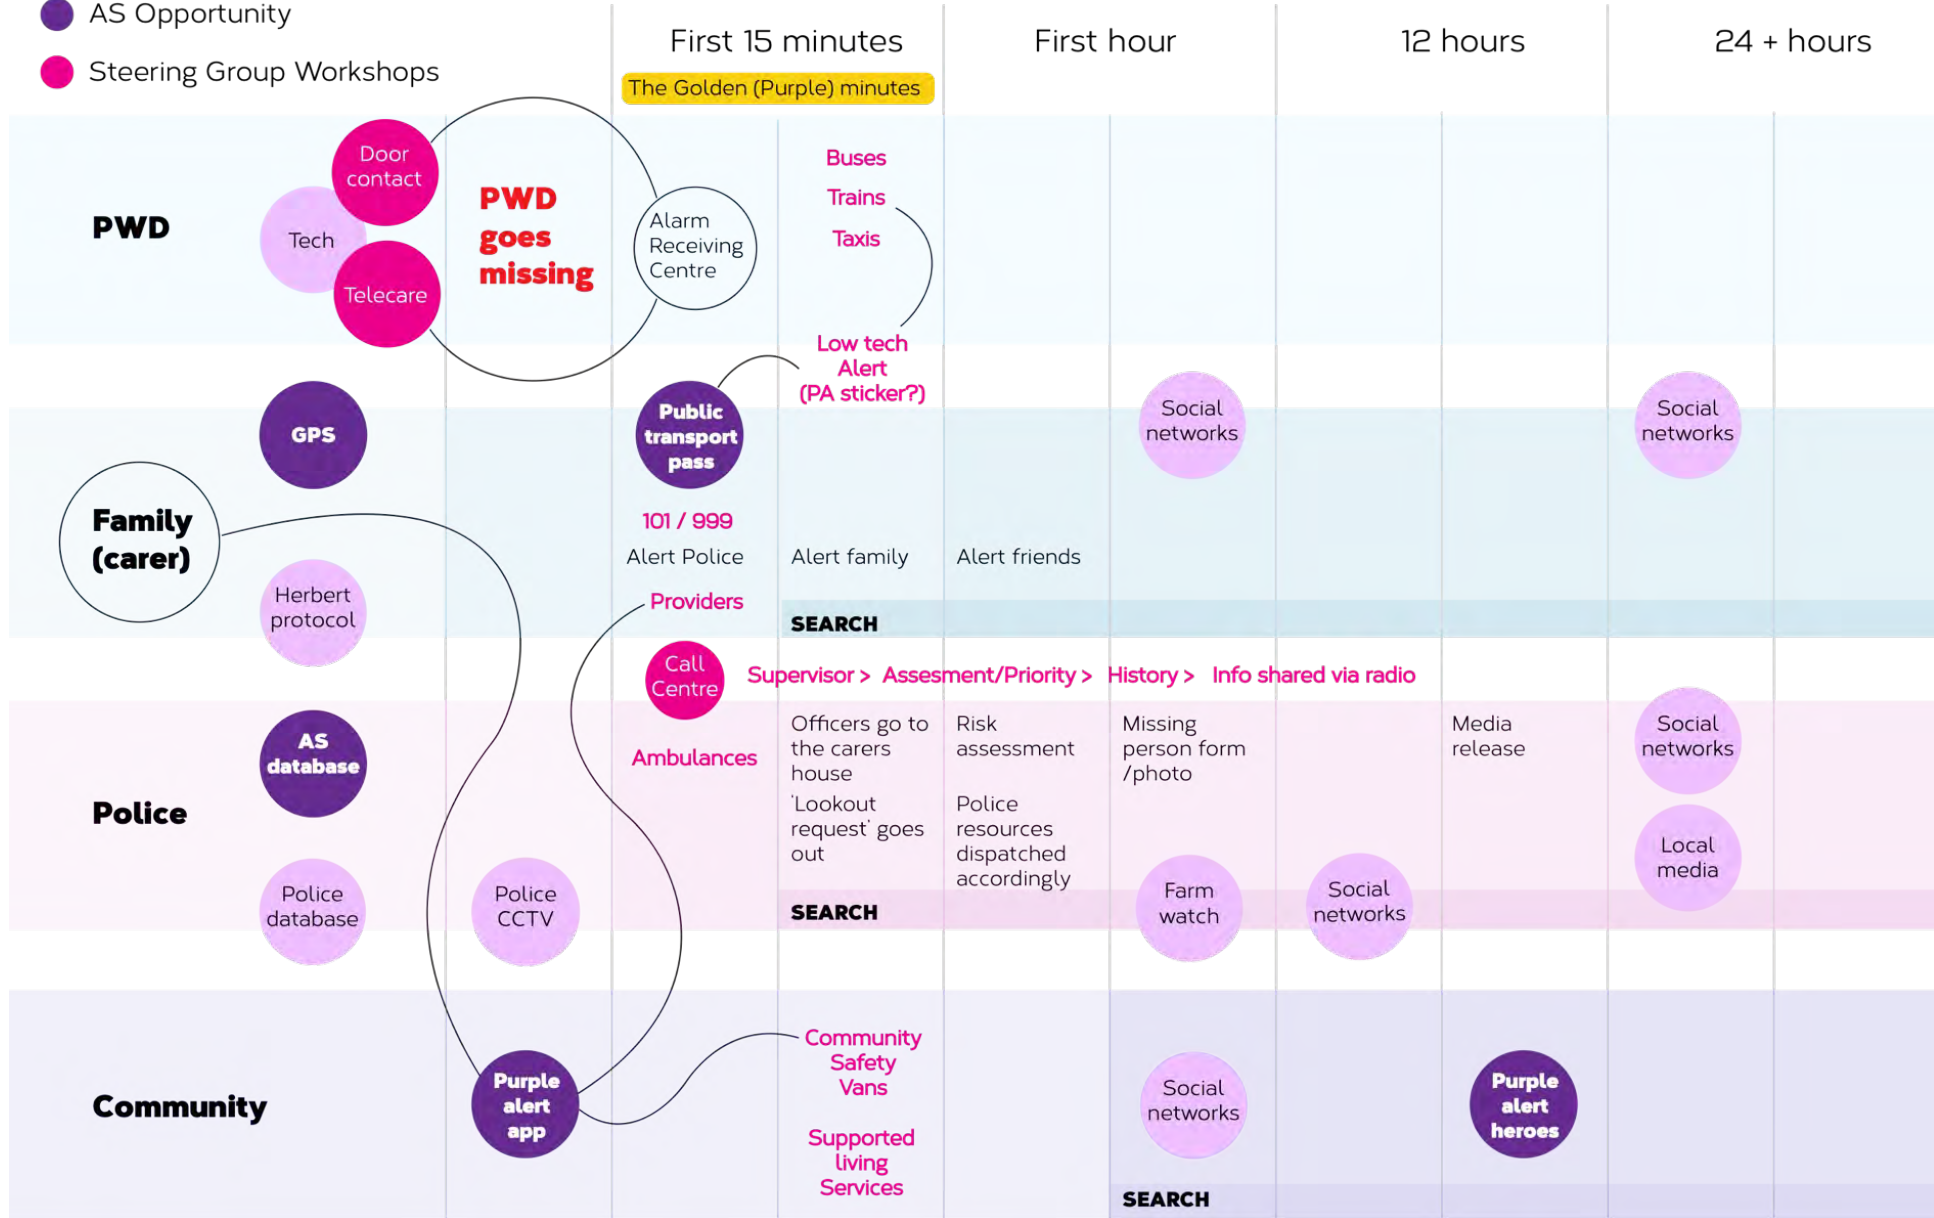 AS Opportunity
Steering Group Workshops
First 15 minutes
First hour
12 hours
24 + hours
The Golden (Purple) minutes
PWD
Tech
Door
contact
Telecare
PWD
goes
missing
Alarm
Receiving
Centre
Buses
Trains
Taxis
Low tech
Alert
(PA sticker?)
Family
(carer)
GPS
Herbert
protocol
Public
transport
pass
101 / 999
Alert Police
Alert family
Alert friends
Providers
SEARCH
Social
networks
Social
networks
Call
Centre
Supervisor >
Assesment/Priority >
History >
Info shared via radio
Police
AS
database
Police
database
Police
CCTV
Ambulances
Officers go to
the carers
house
'Lookout
request' goes
out
Risk
assessment
Police
resources
dispatched
accordingly
Missing
person form
/photo
Media
release
Social
networks
Local
media
SEARCH
Farm
watch
Social
networks
Community
Purple
alert
app
Community
Safety
Vans
Supported
living
Services
Social
networks
Purple
alert
heroes
SEARCH